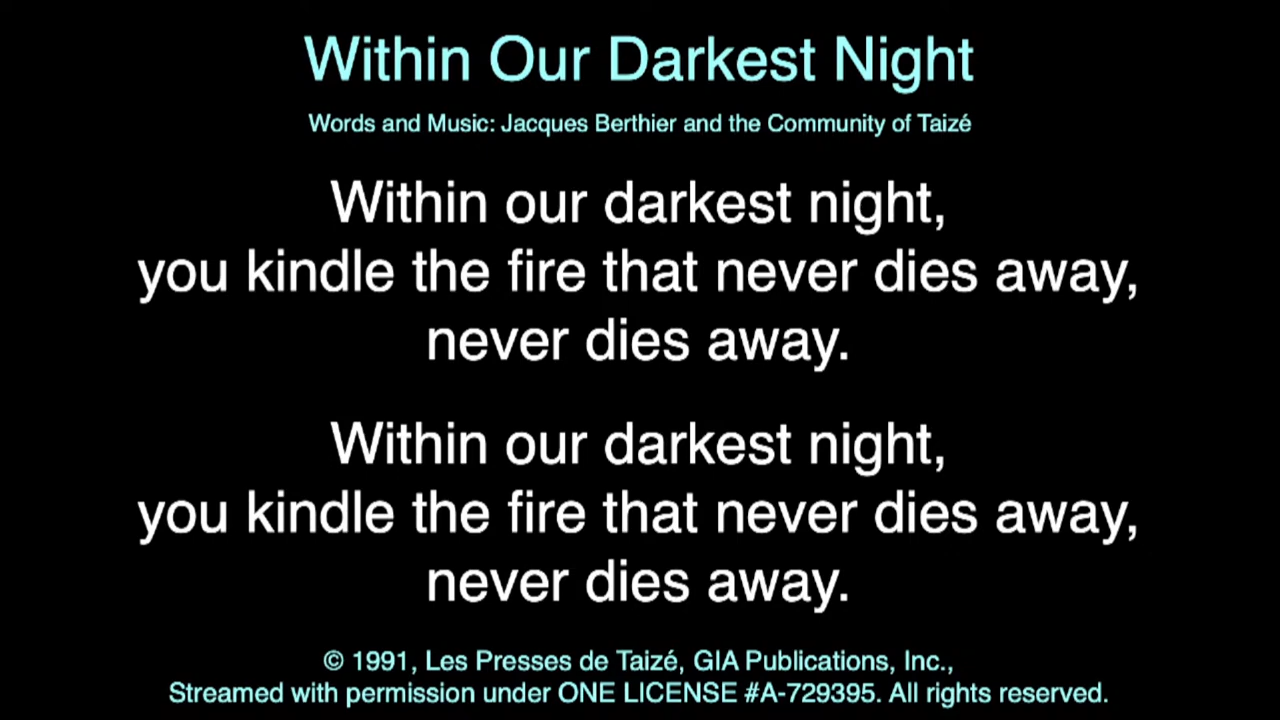 Within Our Darkest Night
Words and Music: Jacques Berthier and the Community of Taizé
Within our darkest night,
you kindle the fire that never dies away,
never dies away.
Within our darkest night,
you kindle the fire that never dies away,
never dies away.
© 1991, Les Presses de Taizé, GIA Publications, Inc.,
Streamed with permission under ONE LICENSE #A-729395. All rights reserved.